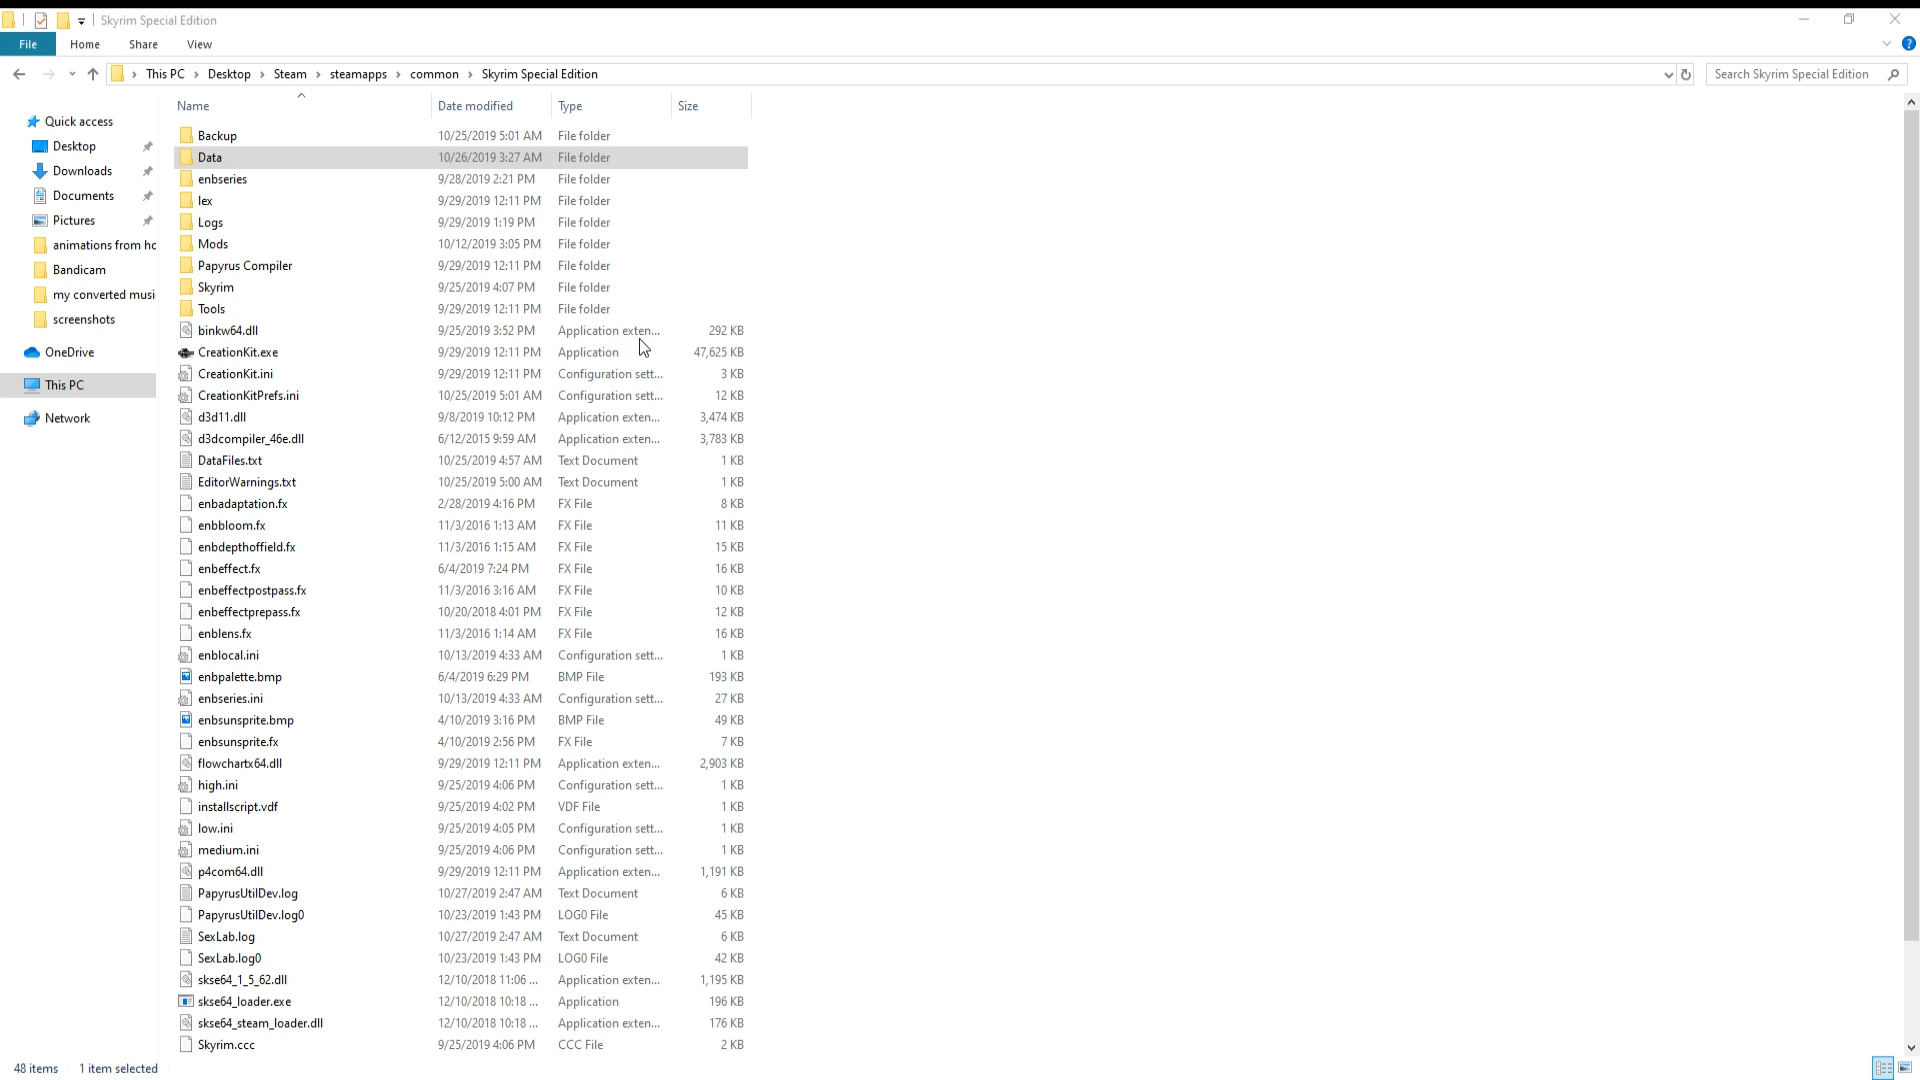 Skyrim Special Edition
File Home Share View
This PC Desktop Steam steamapps common Skyrim Special Edition
Search Skyrim Special Edition
Name Date modified Type Size
Quick access
Desktop
Downloads
Documents
Pictures
animations from ho
Bandicam
my converted musi
screenshots
OneDrive
This PC
Network
Backup 10/25/2019 5:01 AM File folder
Data 10/26/2019 3:27 AM File folder
enbseries 9/28/2019 2:21 PM File folder
lex 9/29/2019 12:11 PM File folder
Logs 9/29/2019 1:19 PM File folder
Mods 10/12/2019 3:05 PM File folder
Papyrus Compiler 9/29/2019 12:11 PM File folder
Skyrim 9/25/2019 4:07 PM File folder
Tools 9/29/2019 12:11 PM File folder
binkw64.dll 9/25/2019 3:52 PM Application exten... 292 KB
CreationKit.exe 9/29/2019 12:11 PM Application 47,625 KB
CreationKit.ini 9/29/2019 12:11 PM Configuration sett... 3 KB
CreationKitPrefs.ini 10/25/2019 5:01 AM Configuration sett... 12 KB
d3d11.dll 9/8/2019 10:12 PM Application exten... 3,474 KB
d3dcompiler_46e.dll 6/12/2015 9:59 AM Application exten... 3,783 KB
DataFiles.txt 10/25/2019 4:57 AM Text Document 1 KB
EditorWarnings.txt 10/25/2019 5:00 AM Text Document 1 KB
enbadaptation.fx 2/28/2019 4:16 PM FX File 8 KB
enbbloom.fx 11/3/2016 1:13 AM FX File 11 KB
enbdepthoffield.fx 11/3/2016 1:15 AM FX File 15 KB
enbeffect.fx 6/4/2019 7:24 PM FX File 16 KB
enbeffectpostpass.fx 11/3/2016 3:16 AM FX File 10 KB
enbeffectprepass.fx 10/20/2018 4:01 PM FX File 12 KB
enblens.fx 11/3/2016 1:14 AM FX File 16 KB
enblocal.ini 10/13/2019 4:33 AM Configuration sett... 1 KB
enbpalette.bmp 6/4/2019 6:29 PM BMP File 193 KB
enbseries.ini 10/13/2019 4:33 AM Configuration sett... 27 KB
enbsunsprite.bmp 4/10/2019 3:16 PM BMP File 49 KB
enbsunsprite.fx 4/10/2019 2:56 PM FX File 7 KB
flowchartx64.dll 9/29/2019 12:11 PM Application exten... 2,903 KB
high.ini 9/25/2019 4:06 PM Configuration sett... 1 KB
installscript.vdf 9/25/2019 4:02 PM VDF File 1 KB
low.ini 9/25/2019 4:05 PM Configuration sett... 1 KB
medium.ini 9/25/2019 4:06 PM Configuration sett... 1 KB
p4com64.dll 9/29/2019 12:11 PM Application exten... 1,191 KB
PapyrusUtilDev.log 10/27/2019 2:47 AM Text Document 6 KB
PapyrusUtilDev.log0 10/23/2019 1:43 PM LOG0 File 45 KB
SexLab.log 10/27/2019 2:47 AM Text Document 6 KB
SexLab.log0 10/23/2019 1:43 PM LOG0 File 42 KB
skse64_1_5_62.dll 12/10/2018 11:06 ... Application exten... 1,195 KB
skse64_loader.exe 12/10/2018 10:18 ... Application 196 KB
skse64_steam_loader.dll 12/10/2018 10:18 ... Application exten... 176 KB
Skyrim.ccc 9/25/2019 4:06 PM CCC File 2 KB
48 items 1 item selected